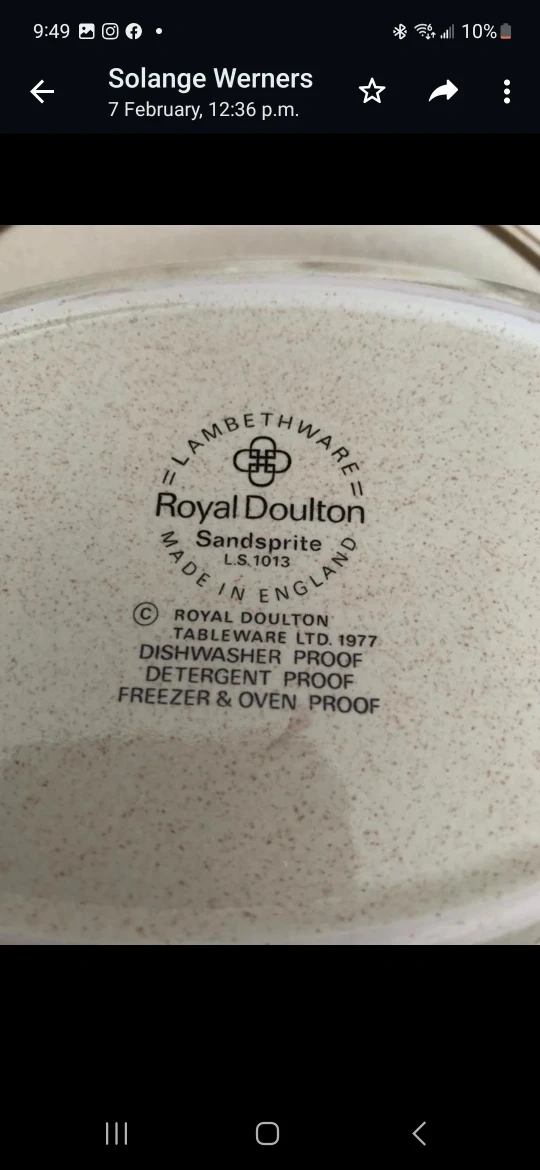 9:49
10%
Solange Werners
7 February, 12:36 p.m.
=LAMBETHWARE=
Royal Doulton
Sandsprite
L.S.1013
MADE IN ENGLAND
© ROYAL DOULTON
TABLEWARE LTD. 1977
DISHWASHER PROOF
DETERGENT PROOF
FREEZER & OVEN PROOF